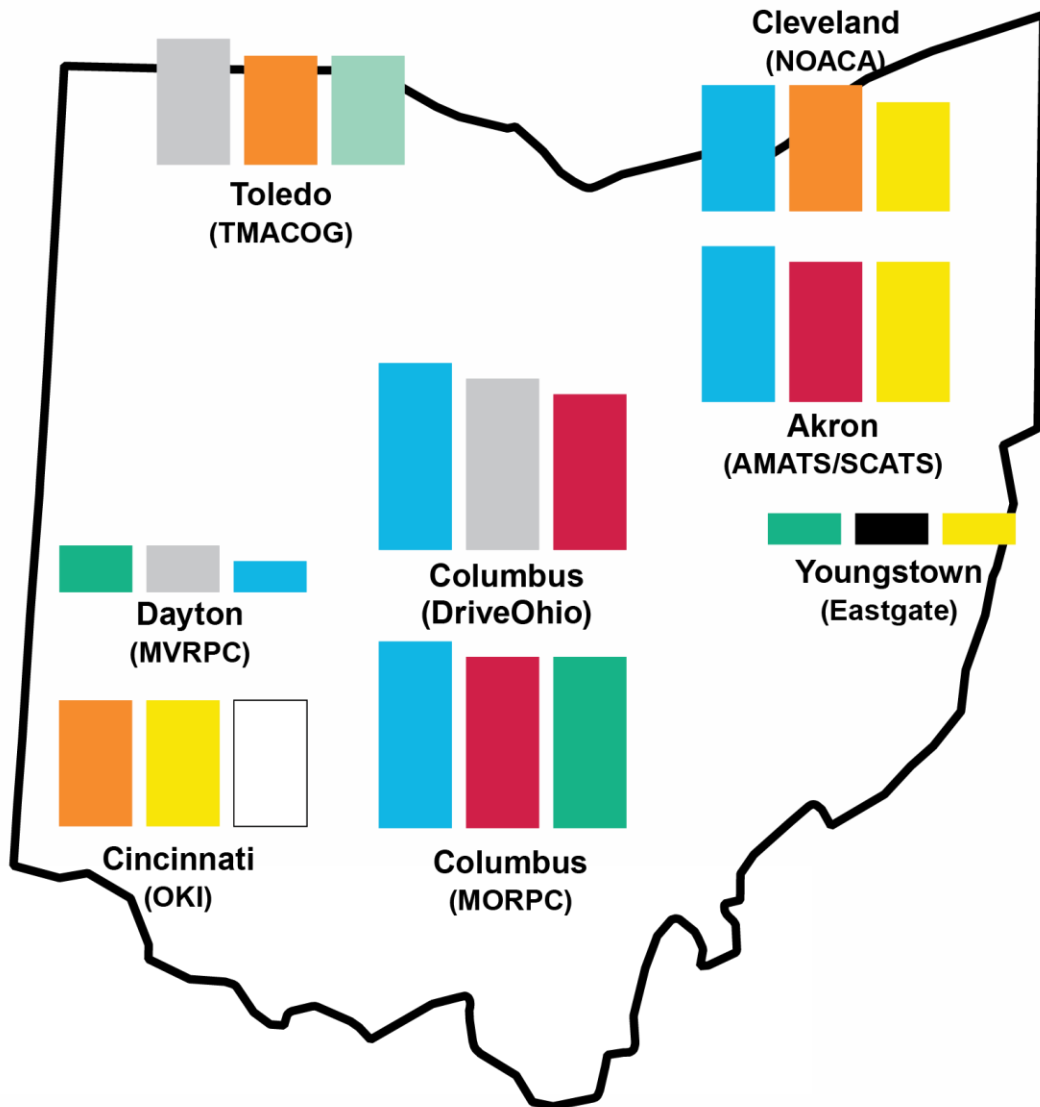 Cleveland
(NOACA)
Toledo
(TMACOG)
Akron
(AMATS/SCATS)
Columbus
(DriveOhio)
Youngstown
(Eastgate)
Dayton
(MVRPC)
Cincinnati
(OKI)
Columbus
(MORPC)